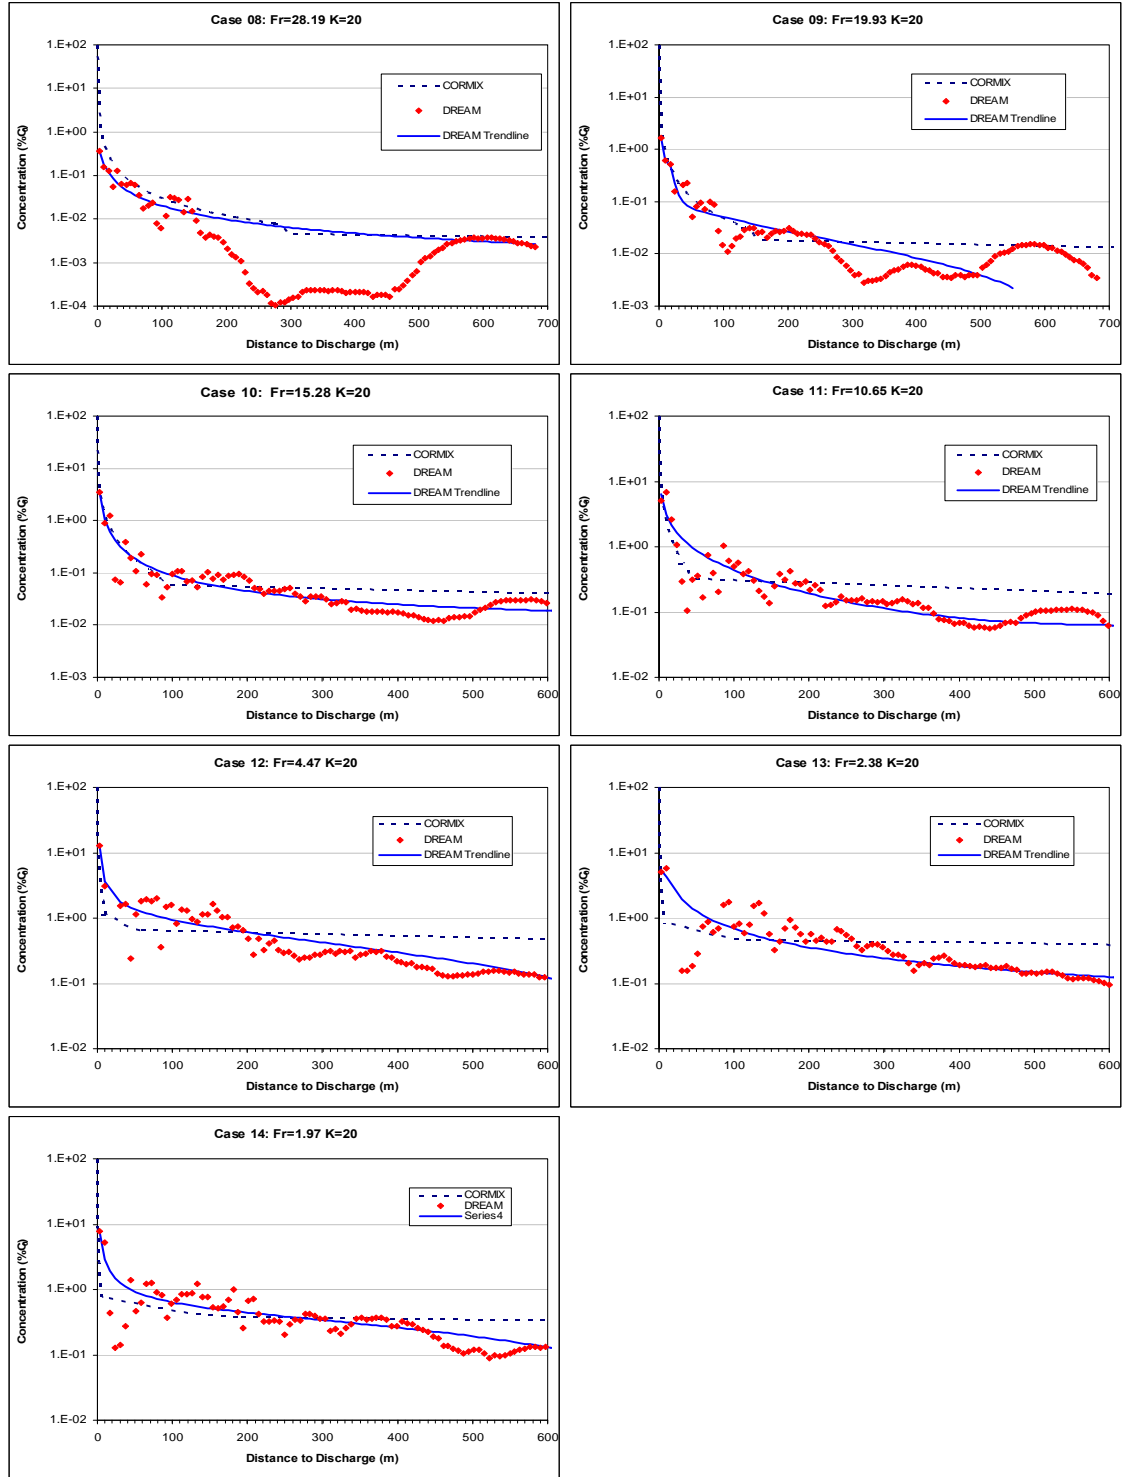 Case 08: Fr=28.19 K=20
Concentration (%C0)
1.E+02
1.E+01
1.E+00
1.E-01
1.E-02
1.E-03
1.E-04
CORMIX
DREAM
DREAM Trendline
0 100 200 300 400 500 600 700
Distance to Discharge (m)
Case 09: Fr=19.93 K=20
Concentration (%C0)
1.E+02
1.E+01
1.E+00
1.E-01
1.E-02
1.E-03
CORMIX
DREAM
DREAM Trendline
0 100 200 300 400 500 600 700
Distance to Discharge (m)
Case 10: Fr=15.28 K=20
Concentration (%C0)
1.E+02
1.E+01
1.E+00
1.E-01
1.E-02
1.E-03
CORMIX
DREAM
DREAM Trendline
0 100 200 300 400 500 600
Distance to Discharge (m)
Case 11: Fr=10.65 K=20
Concentration (%C0)
1.E+02
1.E+01
1.E+00
1.E-01
1.E-02
CORMIX
DREAM
DREAM Trendline
0 100 200 300 400 500 600
Distance to Discharge (m)
Case 12: Fr=4.47 K=20
Concentration (%C0)
1.E+02
1.E+01
1.E+00
1.E-01
1.E-02
CORMIX
DREAM
DREAM Trendline
0 100 200 300 400 500 600
Distance to Discharge (m)
Case 13: Fr=2.38 K=20
Concentration (%C0)
1.E+02
1.E+01
1.E+00
1.E-01
1.E-02
CORMIX
DREAM
DREAM Trendline
0 100 200 300 400 500 600
Distance to Discharge (m)
Case 14: Fr=1.97 K=20
Concentration (%C0)
1.E+02
1.E+01
1.E+00
1.E-01
1.E-02
CORMIX
DREAM
Series4
0 100 200 300 400 500 600
Distance to Discharge (m)